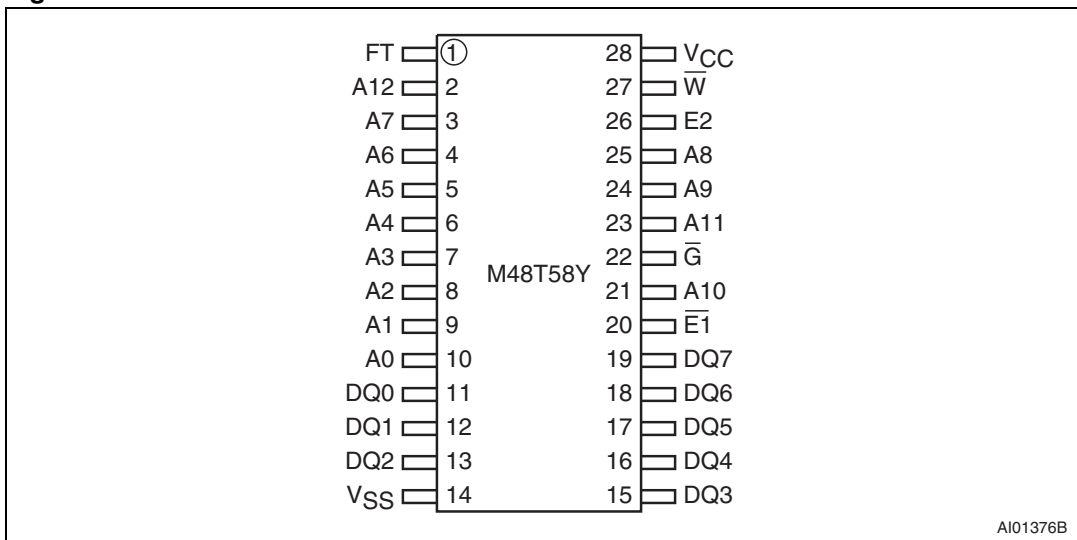 FT 1 28 VCC
A12 2 27 W̅
A7 3 26 E2
A6 4 25 A8
A5 5 24 A9
A4 6 23 A11
A3 7 22 G̅
M48T58Y
A2 8 21 A10
A1 9 20 E̅1̅
A0 10 19 DQ7
DQ0 11 18 DQ6
DQ1 12 17 DQ5
DQ2 13 16 DQ4
VSS 14 15 DQ3
AI01376B